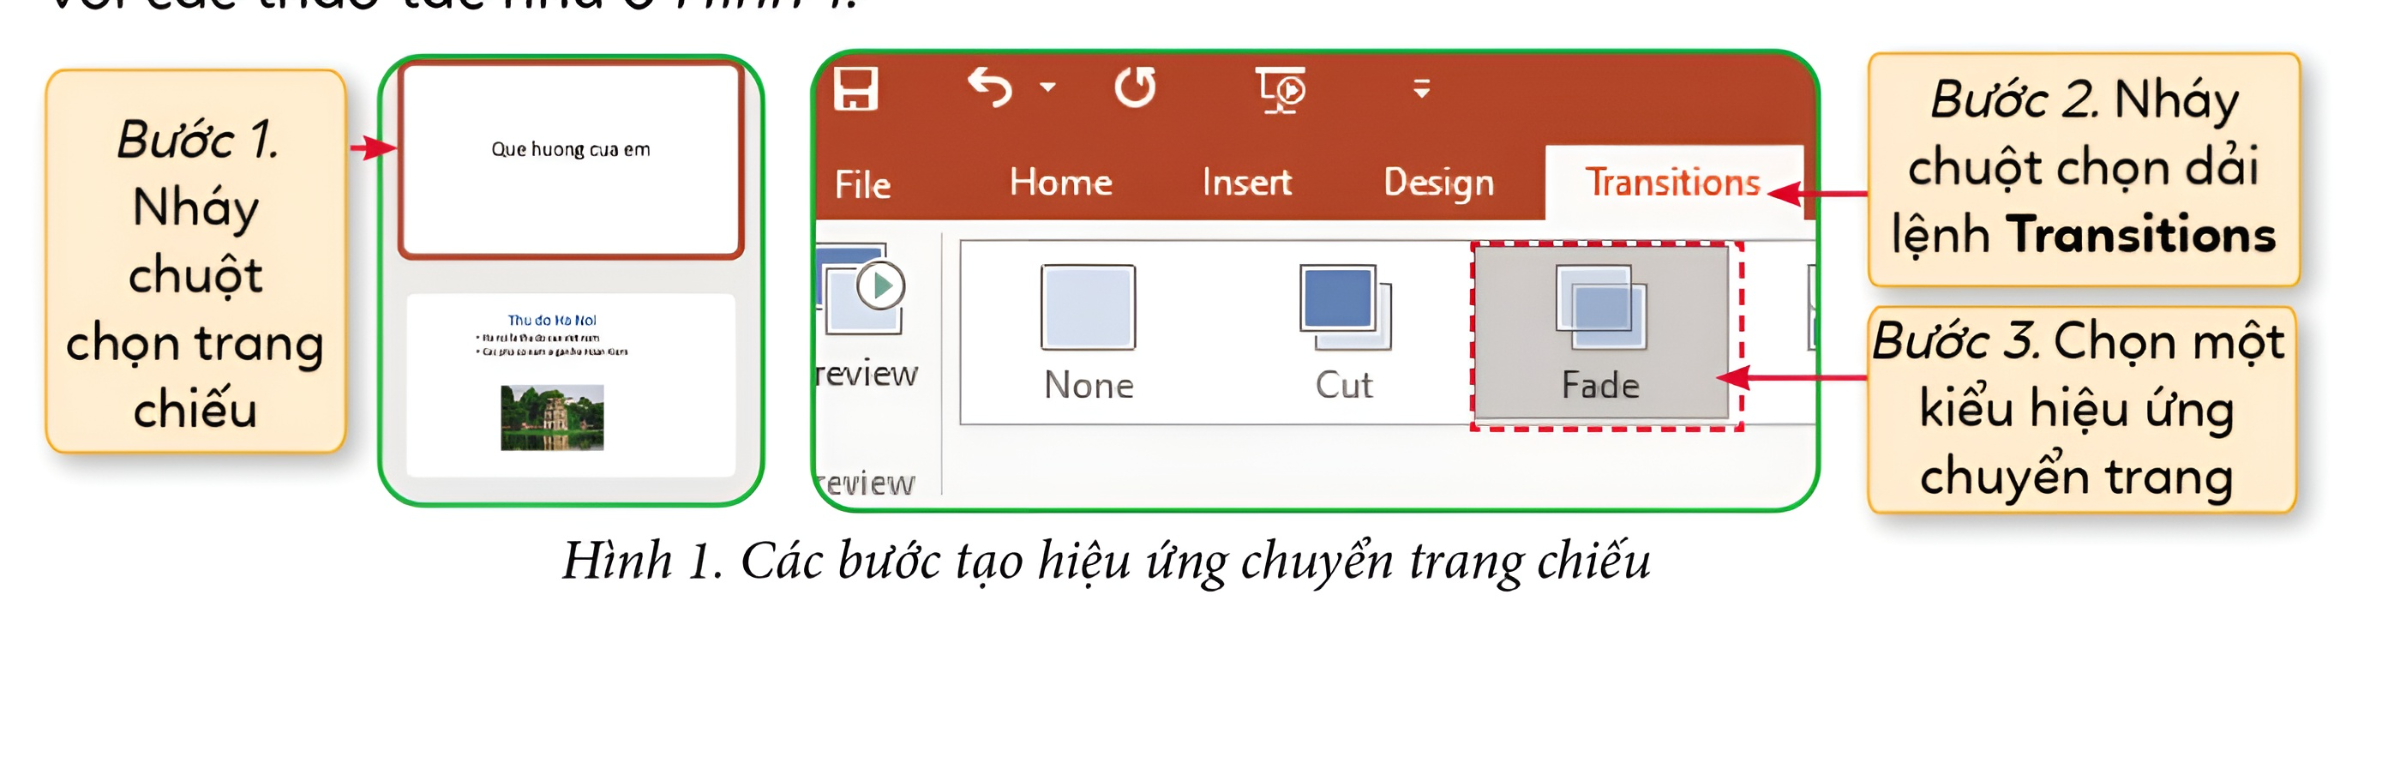 Bước 1.
Nháy
chuột
chọn trang
chiếu
Que huong cua em
Thu do Ha Noi
File Home Insert Design Transitions
review
None Cut Fade
review
Bước 2. Nháy
chuột chọn dải
lệnh Transitions
Bước 3. Chọn một
kiểu hiệu ứng
chuyển trang
Hình 1. Các bước tạo hiệu ứng chuyển trang chiếu